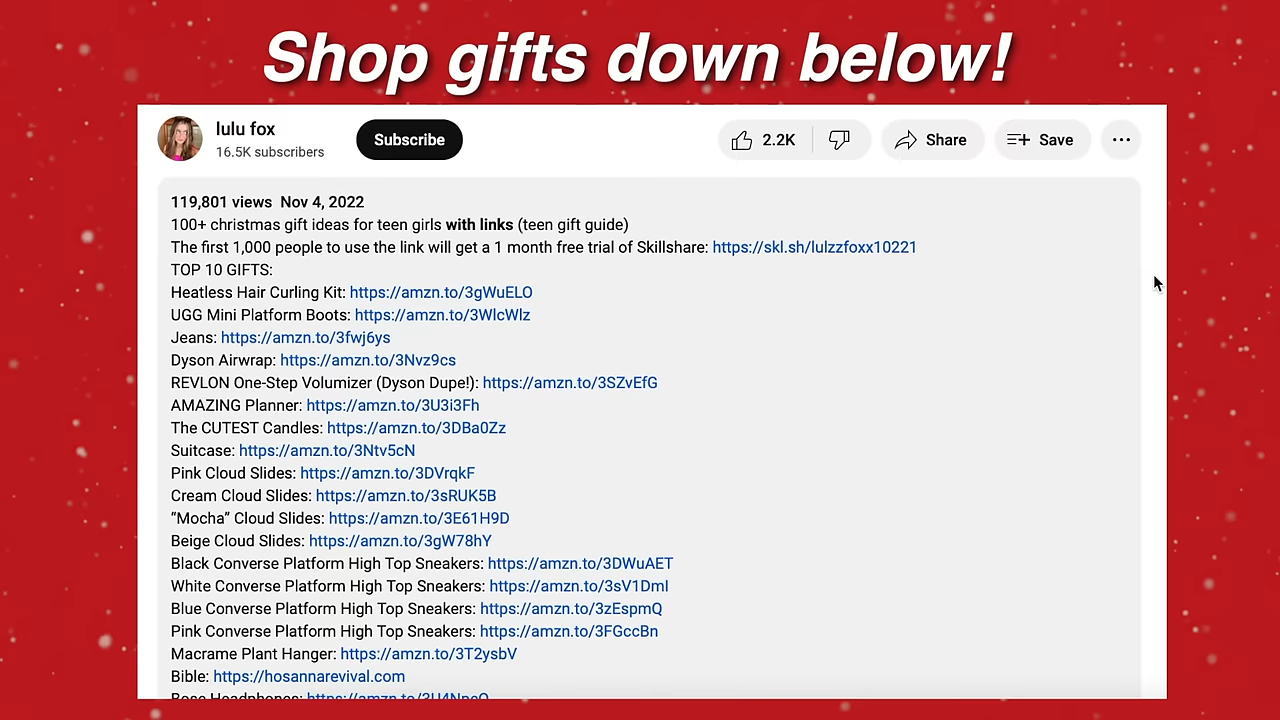 Shop gifts down below!
lulu fox
16.5K subscribers
Subscribe
2.2K
Share
Save
119,801 views Nov 4, 2022
100+ christmas gift ideas for teen girls with links (teen gift guide)
The first 1,000 people to use the link will get a 1 month free trial of Skillshare: https://skl.sh/lulzzfoxx10221
TOP 10 GIFTS:
Heatless Hair Curling Kit: https://amzn.to/3gWuELO
UGG Mini Platform Boots: https://amzn.to/3WlcWlz
Jeans: https://amzn.to/3fwj6ys
Dyson Airwrap: https://amzn.to/3Nvz9cs
REVLON One-Step Volumizer (Dyson Dupe!): https://amzn.to/3SZvEfG
AMAZING Planner: https://amzn.to/3U3i3Fh
The CUTEST Candles: https://amzn.to/3DBa0Zz
Suitcase: https://amzn.to/3Ntv5cN
Pink Cloud Slides: https://amzn.to/3DVrqkF
Cream Cloud Slides: https://amzn.to/3sRUK5B
“Mocha” Cloud Slides: https://amzn.to/3E61H9D
Beige Cloud Slides: https://amzn.to/3gW78hY
Black Converse Platform High Top Sneakers: https://amzn.to/3DWuAET
White Converse Platform High Top Sneakers: https://amzn.to/3sV1DmI
Blue Converse Platform High Top Sneakers: https://amzn.to/3zEspmQ
Pink Converse Platform High Top Sneakers: https://amzn.to/3FGccBn
Macrame Plant Hanger: https://amzn.to/3T2ysbV
Bible: https://hosannarevival.com
Bose Headphones: